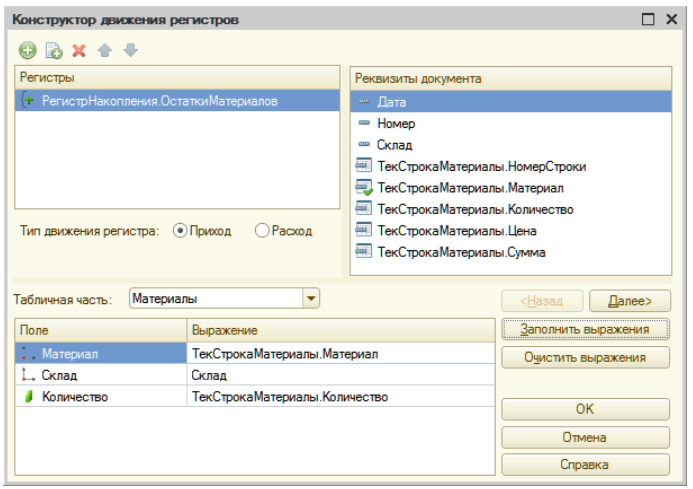 Конструктор движения регистров
Регистры
РегистрНакопления.ОстаткиМатериалов
Тип движения регистра: Приход Расход
Реквизиты документа
Дата
Номер
Склад
ТекСтрокаМатериалы.НомерСтроки
ТекСтрокаМатериалы.Материал
ТекСтрокаМатериалы.Количество
ТекСтрокаМатериалы.Цена
ТекСтрокаМатериалы.Сумма
Табличная часть: Материалы
<Назад Далее>
Поле Выражение
Материал ТекСтрокаМатериалы.Материал
Склад Склад
Количество ТекСтрокаМатериалы.Количество
Заполнить выражения
Очистить выражения
OK
Отмена
Справка